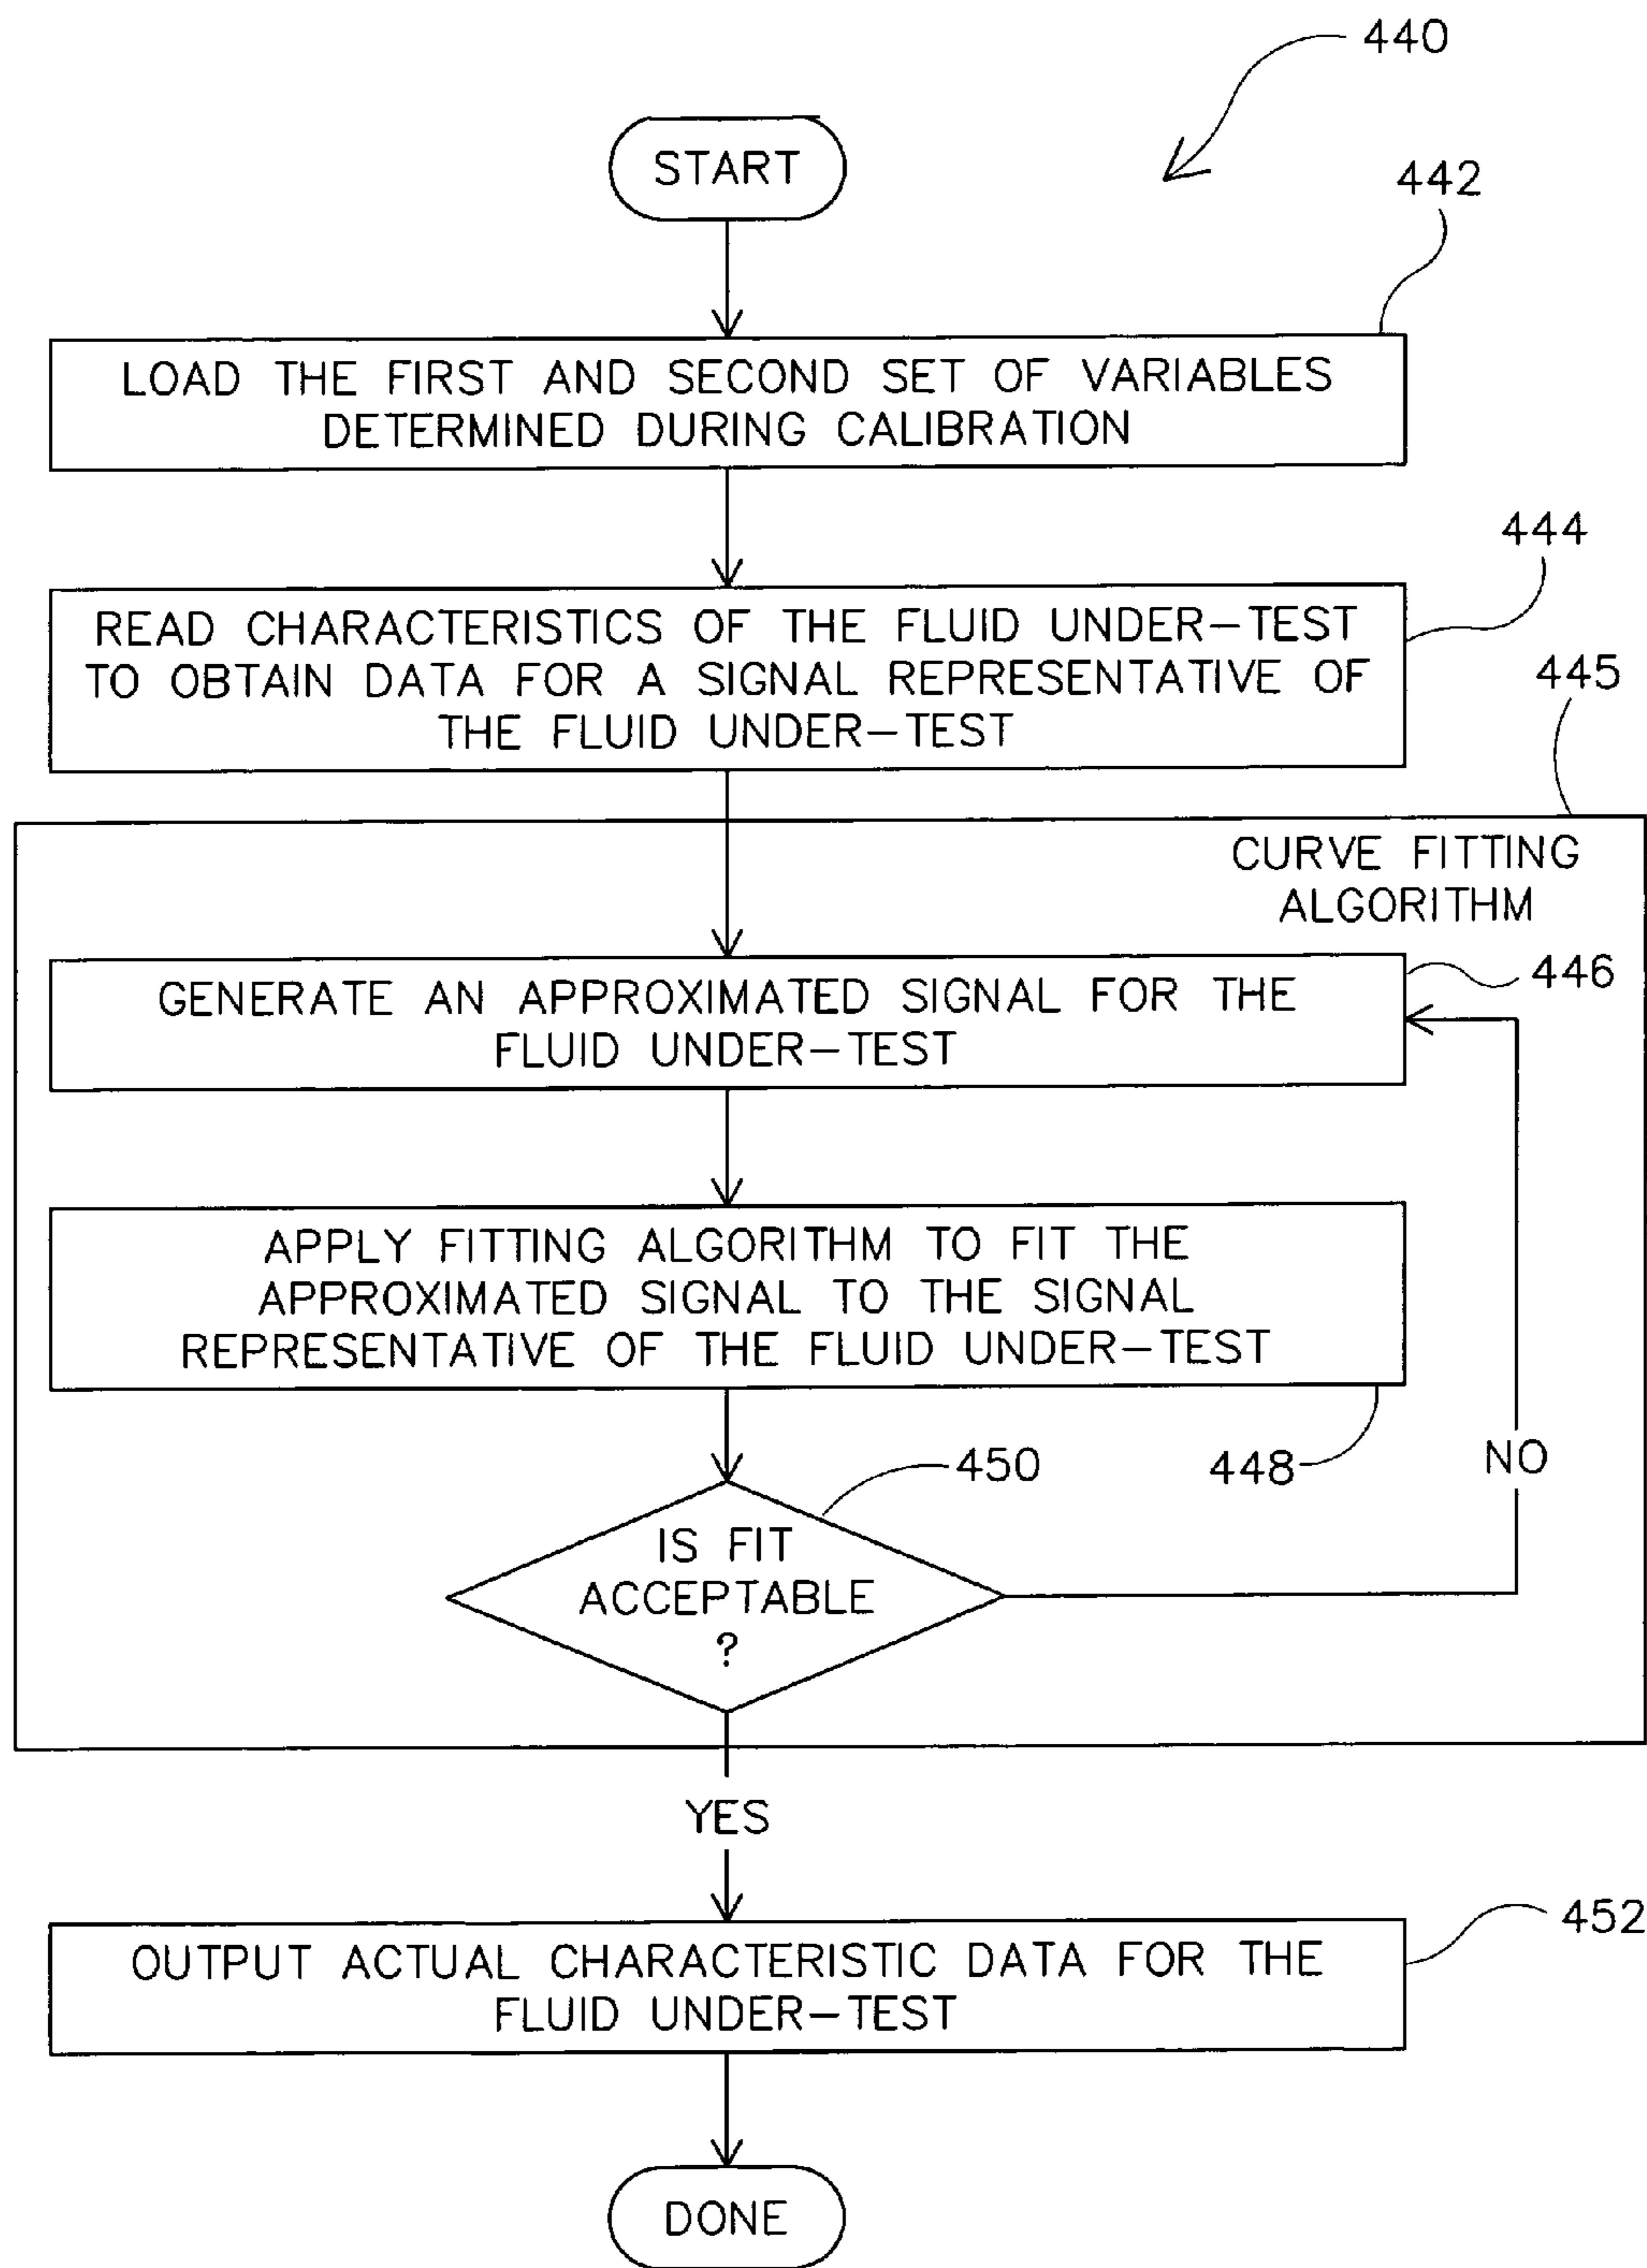 440
START
442
LOAD THE FIRST AND SECOND SET OF VARIABLES
DETERMINED DURING CALIBRATION
444
READ CHARACTERISTICS OF THE FLUID UNDER-TEST
TO OBTAIN DATA FOR A SIGNAL REPRESENTATIVE OF
THE FLUID UNDER-TEST
445
CURVE FITTING
ALGORITHM
446
GENERATE AN APPROXIMATED SIGNAL FOR THE
FLUID UNDER-TEST
APPLY FITTING ALGORITHM TO FIT THE
APPROXIMATED SIGNAL TO THE SIGNAL
REPRESENTATIVE OF THE FLUID UNDER-TEST
448
450
NO
IS FIT
ACCEPTABLE
?
YES
452
OUTPUT ACTUAL CHARACTERISTIC DATA FOR THE
FLUID UNDER-TEST
DONE